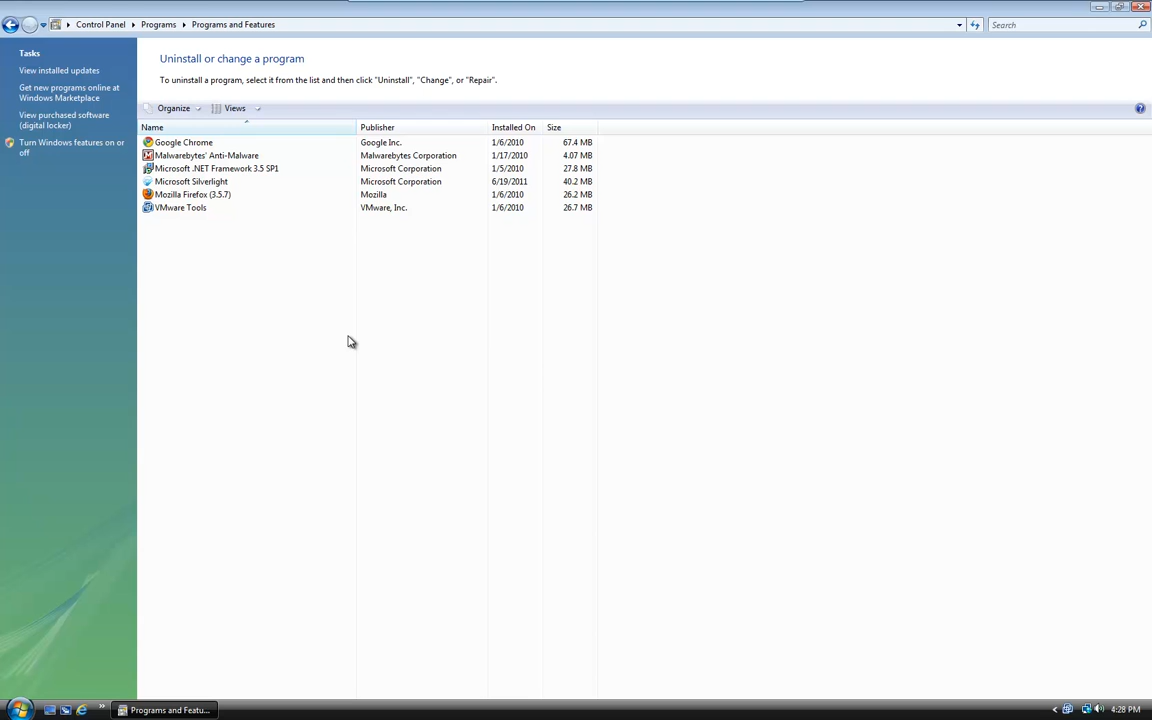 Control Panel Programs Programs and Features
Search
Tasks
View installed updates
Get new programs online at
Windows Marketplace
View purchased software
(digital locker)
Turn Windows features on or
off
Uninstall or change a program
To uninstall a program, select it from the list and then click "Uninstall", "Change", or "Repair".
Organize Views
Name Publisher Installed On Size
Google Chrome Google Inc. 1/6/2010 67.4 MB
Malwarebytes' Anti-Malware Malwarebytes Corporation 1/17/2010 4.07 MB
Microsoft .NET Framework 3.5 SP1 Microsoft Corporation 1/5/2010 27.8 MB
Microsoft Silverlight Microsoft Corporation 6/19/2011 40.2 MB
Mozilla Firefox (3.5.7) Mozilla 1/6/2010 26.2 MB
VMware Tools VMware, Inc. 1/6/2010 26.7 MB
Programs and Featu... 4:28 PM